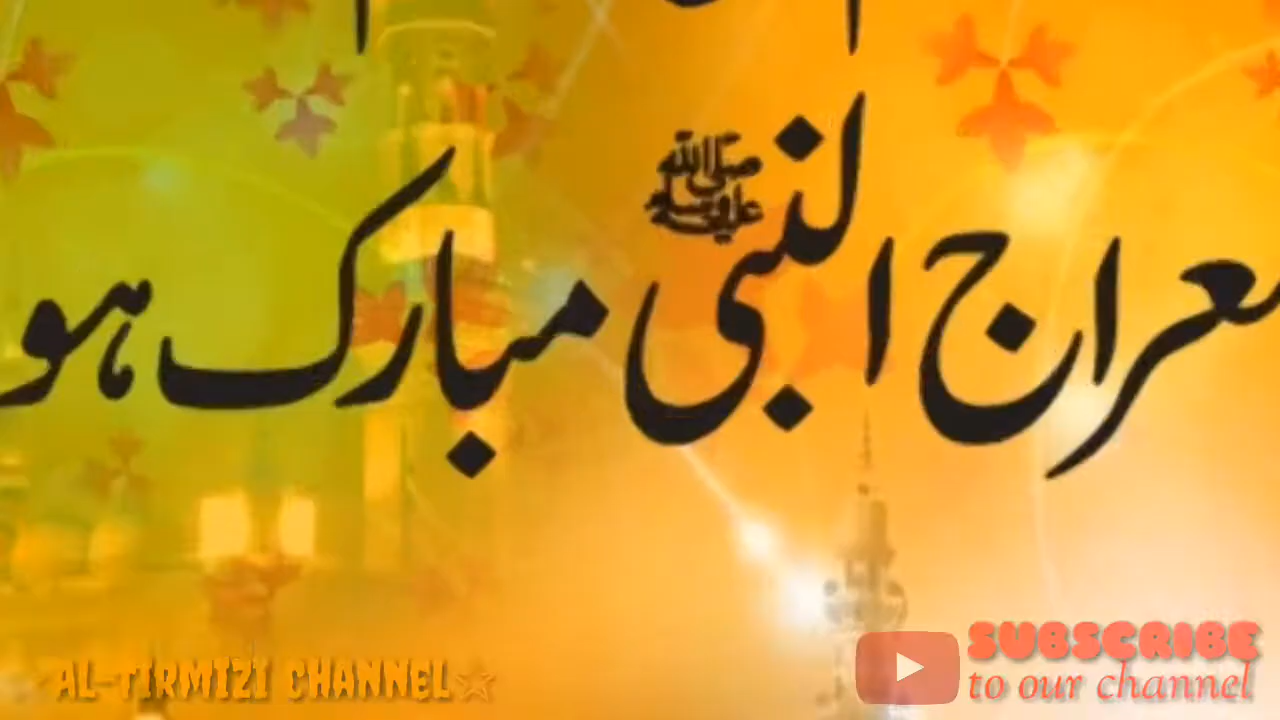 معراج النبی ﷺ مبارک ہو
AL-TIRMIZI CHANNEL☆
SUBSCRIBE
to our channel